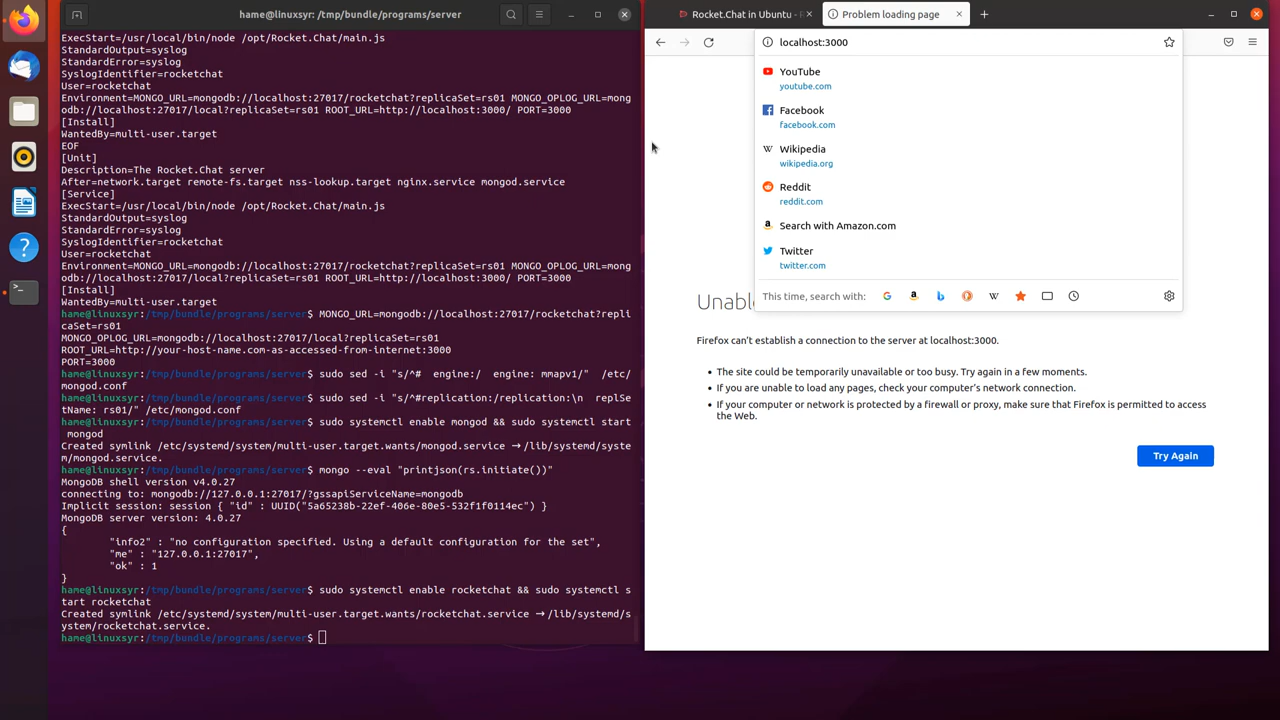 hame@linuxsyr: /tmp/bundle/programs/server
ExecStart=/usr/local/bin/node /opt/Rocket.Chat/main.js
StandardOutput=syslog
StandardError=syslog
SyslogIdentifier=rocketchat
User=rocketchat
Environment=MONGO_URL=mongodb://localhost:27017/rocketchat?replicaSet=rs01 MONGO_OPLOG_URL=mong
odb://localhost:27017/local?replicaSet=rs01 ROOT_URL=http://localhost:3000/ PORT=3000
[Install]
WantedBy=multi-user.target
EOF
[Unit]
Description=The Rocket.Chat server
After=network.target remote-fs.target nss-lookup.target nginx.service mongod.service
[Service]
ExecStart=/usr/local/bin/node /opt/Rocket.Chat/main.js
StandardOutput=syslog
StandardError=syslog
SyslogIdentifier=rocketchat
User=rocketchat
Environment=MONGO_URL=mongodb://localhost:27017/rocketchat?replicaSet=rs01 MONGO_OPLOG_URL=mong
odb://localhost:27017/local?replicaSet=rs01 ROOT_URL=http://localhost:3000/ PORT=3000
[Install]
WantedBy=multi-user.target
hame@linuxsyr:/tmp/bundle/programs/server$ MONGO_URL=mongodb://localhost:27017/rocketchat?repli
caSet=rs01
MONGO_OPLOG_URL=mongodb://localhost:27017/local?replicaSet=rs01
ROOT_URL=http://your-host-name.com-as-accessed-from-internet:3000
PORT=3000
hame@linuxsyr:/tmp/bundle/programs/server$ sudo sed -i "s/^#  engine:/  engine: mmapv1/"  /etc/
mongod.conf
hame@linuxsyr:/tmp/bundle/programs/server$ sudo sed -i "s/^#replication:/replication:\n  replSe
tName: rs01/" /etc/mongod.conf
hame@linuxsyr:/tmp/bundle/programs/server$ sudo systemctl enable mongod && sudo systemctl start
 mongod
Created symlink /etc/systemd/system/multi-user.target.wants/mongod.service → /lib/systemd/syste
m/mongod.service.
hame@linuxsyr:/tmp/bundle/programs/server$ mongo --eval "printjson(rs.initiate())"
MongoDB shell version v4.0.27
connecting to: mongodb://127.0.0.1:27017/?gssapiServiceName=mongodb
Implicit session: session { "id" : UUID("5a65238b-22ef-406e-80e5-532f1f0114ec") }
MongoDB server version: 4.0.27
{
"info2" : "no configuration specified. Using a default configuration for the set",
"me" : "127.0.0.1:27017",
"ok" : 1
}
hame@linuxsyr:/tmp/bundle/programs/server$ sudo systemctl enable rocketchat && sudo systemctl s
tart rocketchat
Created symlink /etc/systemd/system/multi-user.target.wants/rocketchat.service → /lib/systemd/s
ystem/rocketchat.service.
hame@linuxsyr:/tmp/bundle/programs/server$
Rocket.Chat in Ubuntu - R
Problem loading page
localhost:3000
YouTube
youtube.com
Facebook
facebook.com
Wikipedia
wikipedia.org
Reddit
reddit.com
Search with Amazon.com
Twitter
twitter.com
This time, search with:
Unable
Firefox can't establish a connection to the server at localhost:3000.
• The site could be temporarily unavailable or too busy. Try again in a few moments.
• If you are unable to load any pages, check your computer's network connection.
• If your computer or network is protected by a firewall or proxy, make sure that Firefox is permitted to access
the Web.
Try Again